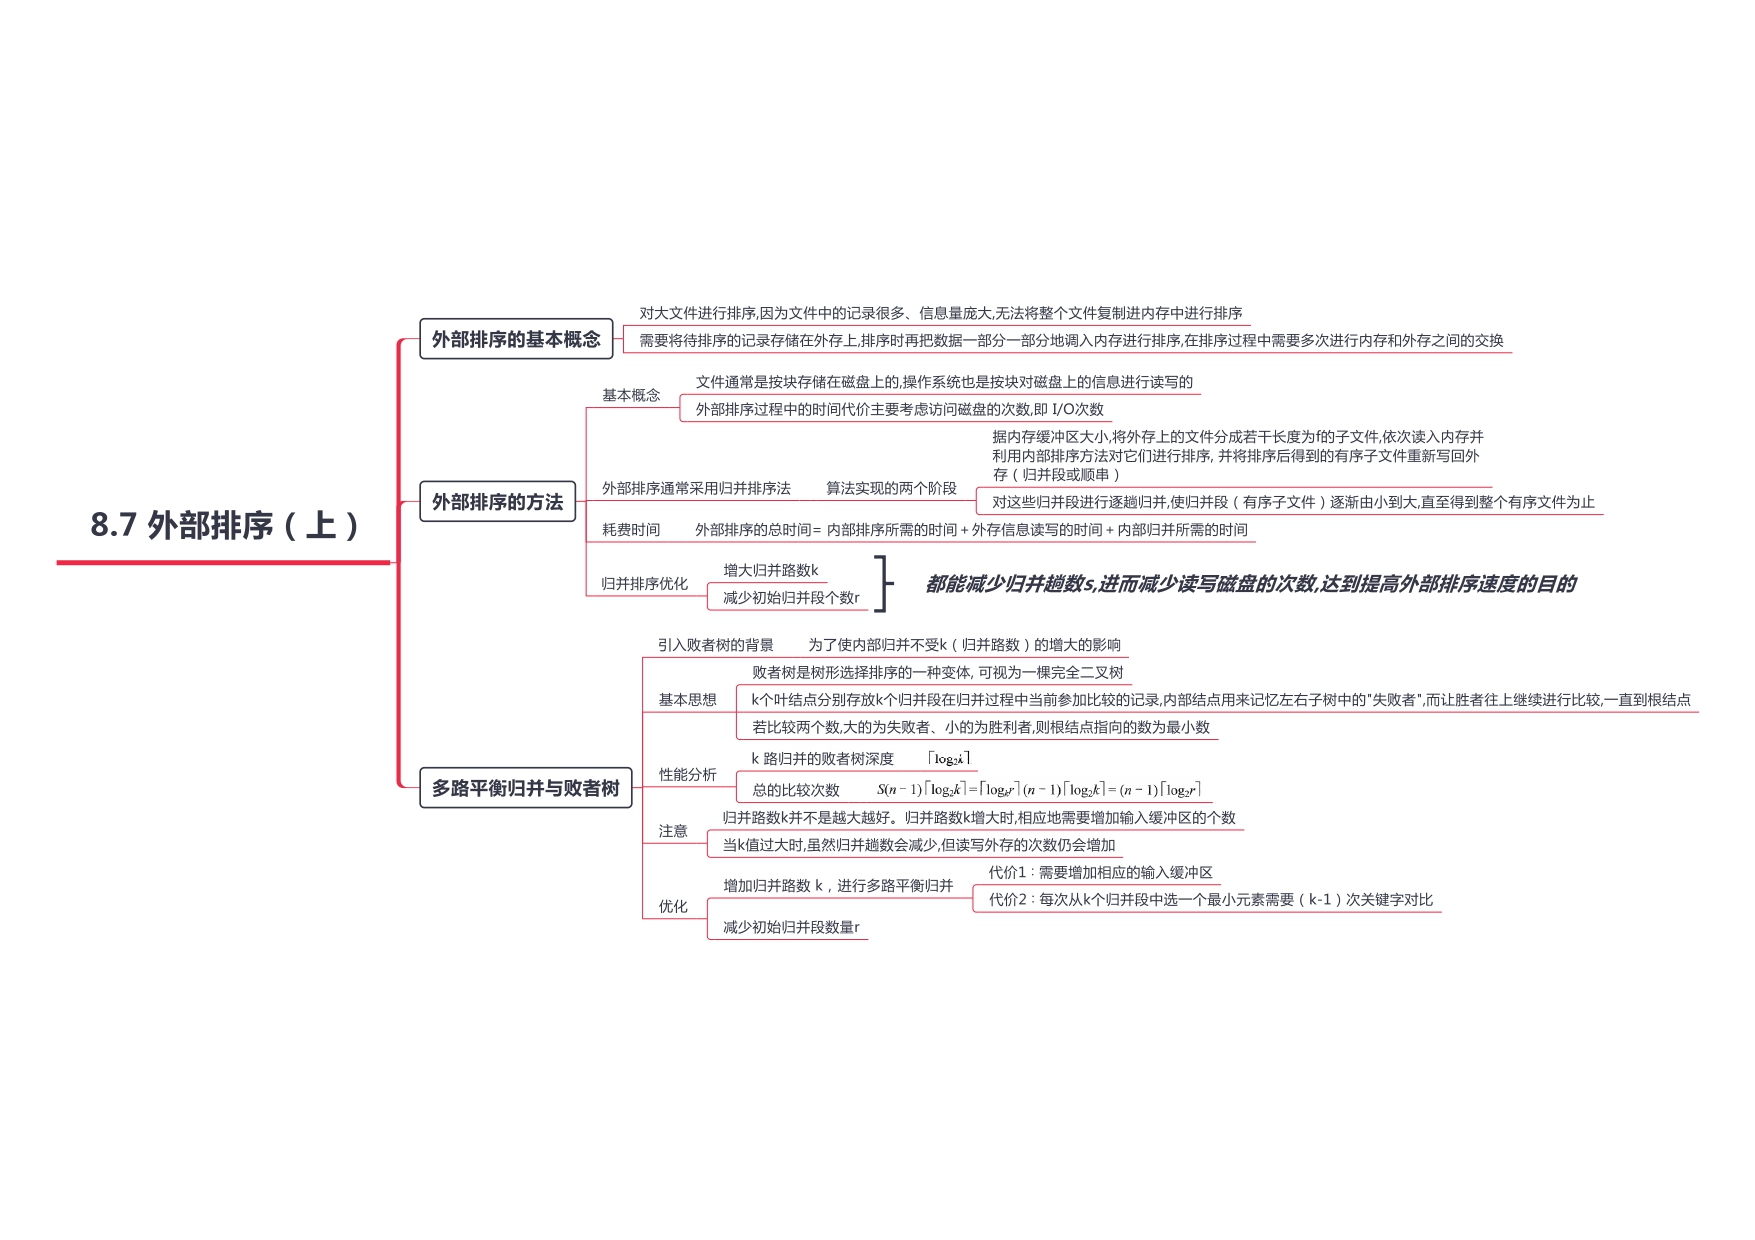 8.7 外部排序（上）
外部排序的基本概念
对大文件进行排序,因为文件中的记录很多、信息量庞大,无法将整个文件复制进内存中进行排序
需要将待排序的记录存储在外存上,排序时再把数据一部分一部分地调入内存进行排序,在排序过程中需要多次进行内存和外存之间的交换
外部排序的方法
基本概念
文件通常是按块存储在磁盘上的,操作系统也是按块对磁盘上的信息进行读写的
外部排序过程中的时间代价主要考虑访问磁盘的次数,即 I/O次数
外部排序通常采用归并排序法
算法实现的两个阶段
据内存缓冲区大小,将外存上的文件分成若干长度为f的子文件,依次读入内存并
利用内部排序方法对它们进行排序, 并将排序后得到的有序子文件重新写回外
存（归并段或顺串）
对这些归并段进行逐趟归并,使归并段（有序子文件）逐渐由小到大,直至得到整个有序文件为止
耗费时间
外部排序的总时间= 内部排序所需的时间 + 外存信息读写的时间 + 内部归并所需的时间
归并排序优化
增大归并路数k
减少初始归并段个数r
都能减少归并趟数s,进而减少读写磁盘的次数,达到提高外部排序速度的目的
多路平衡归并与败者树
引入败者树的背景
为了使内部归并不受k（归并路数）的增大的影响
基本思想
败者树是树形选择排序的一种变体, 可视为一棵完全二叉树
k个叶结点分别存放k个归并段在归并过程中当前参加比较的记录,内部结点用来记忆左右子树中的"失败者",而让胜者往上继续进行比较,一直到根结点
若比较两个数,大的为失败者、小的为胜利者,则根结点指向的数为最小数
性能分析
k 路归并的败者树深度 ⌈log₂k⌉
总的比较次数 S(n − 1)⌈log₂k⌉=⌈logₖr⌉(n − 1)⌈log₂k⌉= (n − 1)⌈log₂r⌉
注意
归并路数k并不是越大越好。归并路数k增大时,相应地需要增加输入缓冲区的个数
当k值过大时,虽然归并趟数会减少,但读写外存的次数仍会增加
优化
增加归并路数 k，进行多路平衡归并
代价1：需要增加相应的输入缓冲区
代价2：每次从k个归并段中选一个最小元素需要（k-1）次关键字对比
减少初始归并段数量r